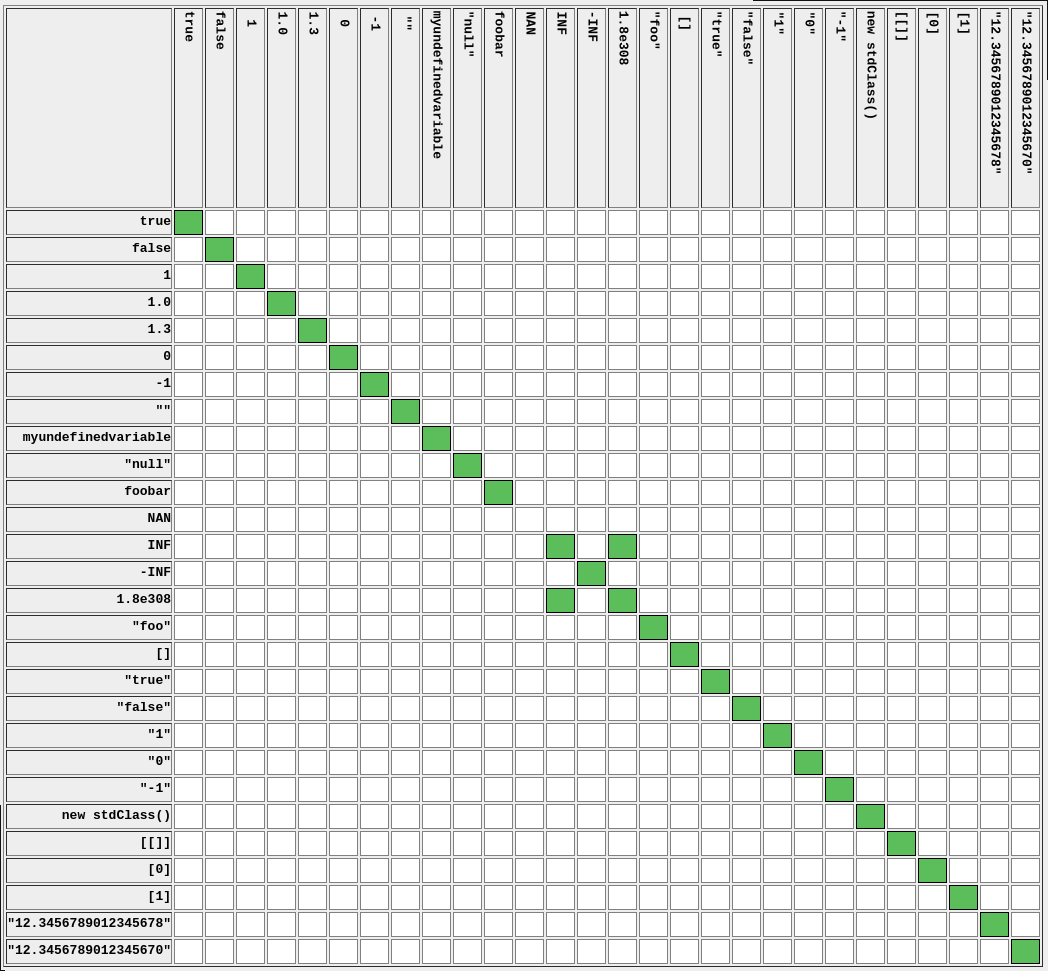 true
false
1
1.0
1.3
0
-1
""
myundefinedvariable
"null"
foobar
NAN
INF
-INF
1.8e308
"foo"
[]
"true"
"false"
"1"
"0"
"-1"
new stdClass()
[[]]
[0]
[1]
"12.3456789012345678"
"12.3456789012345670"
true
false
1
1.0
1.3
0
-1
""
myundefinedvariable
"null"
foobar
NAN
INF
-INF
1.8e308
"foo"
[]
"true"
"false"
"1"
"0"
"-1"
new stdClass()
[[]]
[0]
[1]
"12.3456789012345678"
"12.3456789012345670"